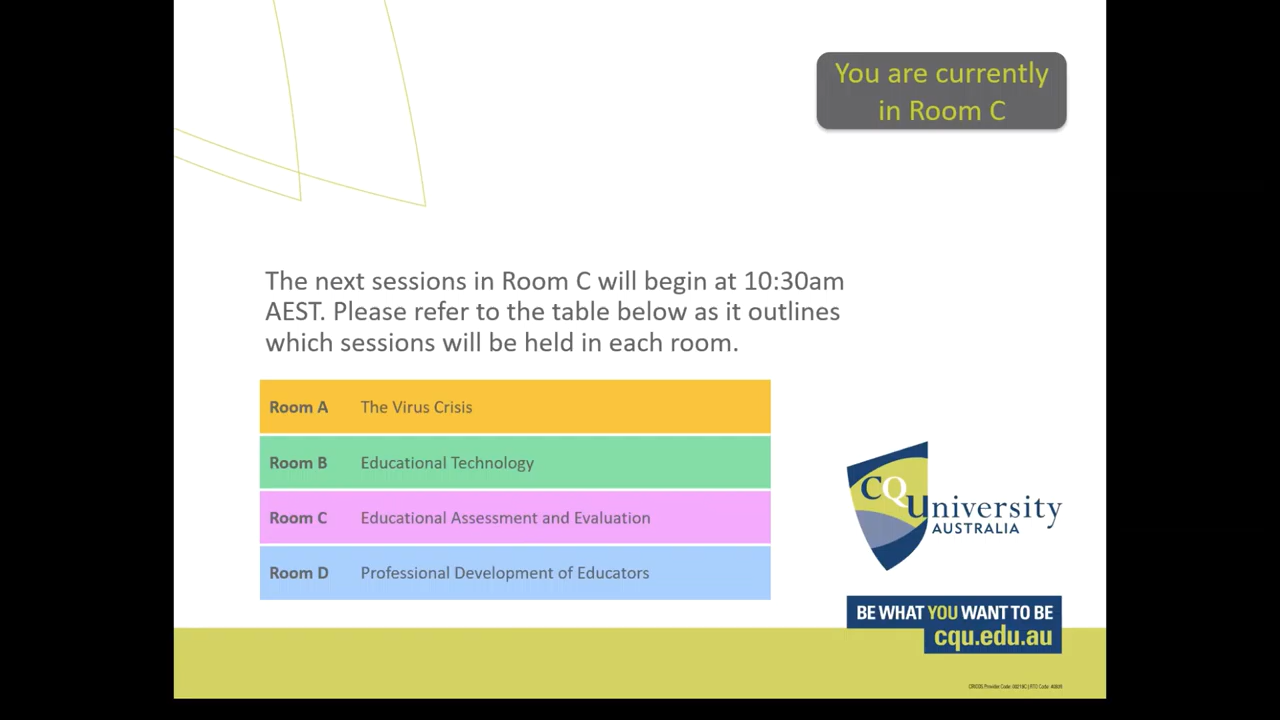 You are currently
in Room C
The next sessions in Room C will begin at 10:30am
AEST. Please refer to the table below as it outlines
which sessions will be held in each room.
Room A The Virus Crisis
Room B Educational Technology
Room C Educational Assessment and Evaluation
Room D Professional Development of Educators
CQUniversity
AUSTRALIA
BE WHAT YOU WANT TO BE
cqu.edu.au